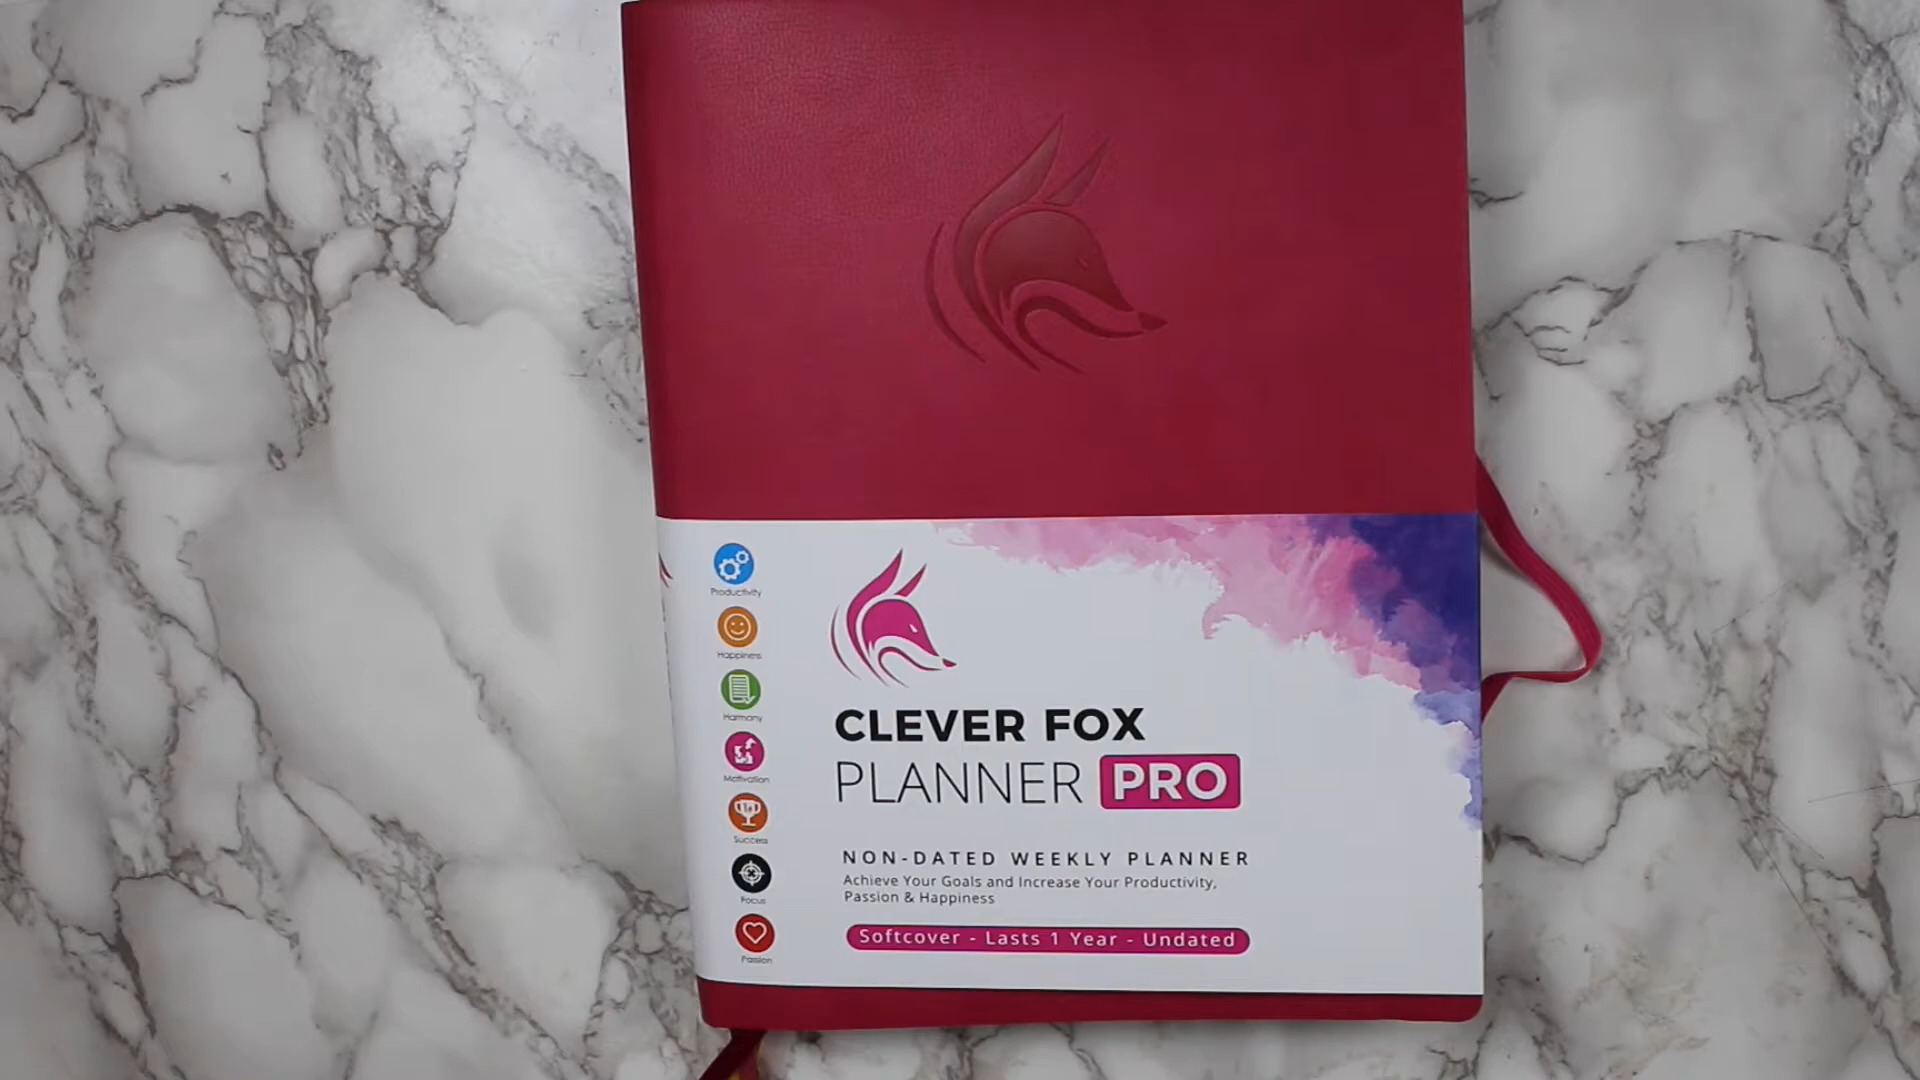 Productivity
Happiness
Harmony
Motivation
Success
Focus
Passion
CLEVER FOX
PLANNER PRO
NON-DATED WEEKLY PLANNER
Achieve Your Goals and Increase Your Productivity,
Passion & Happiness
Softcover - Lasts 1 Year - Undated